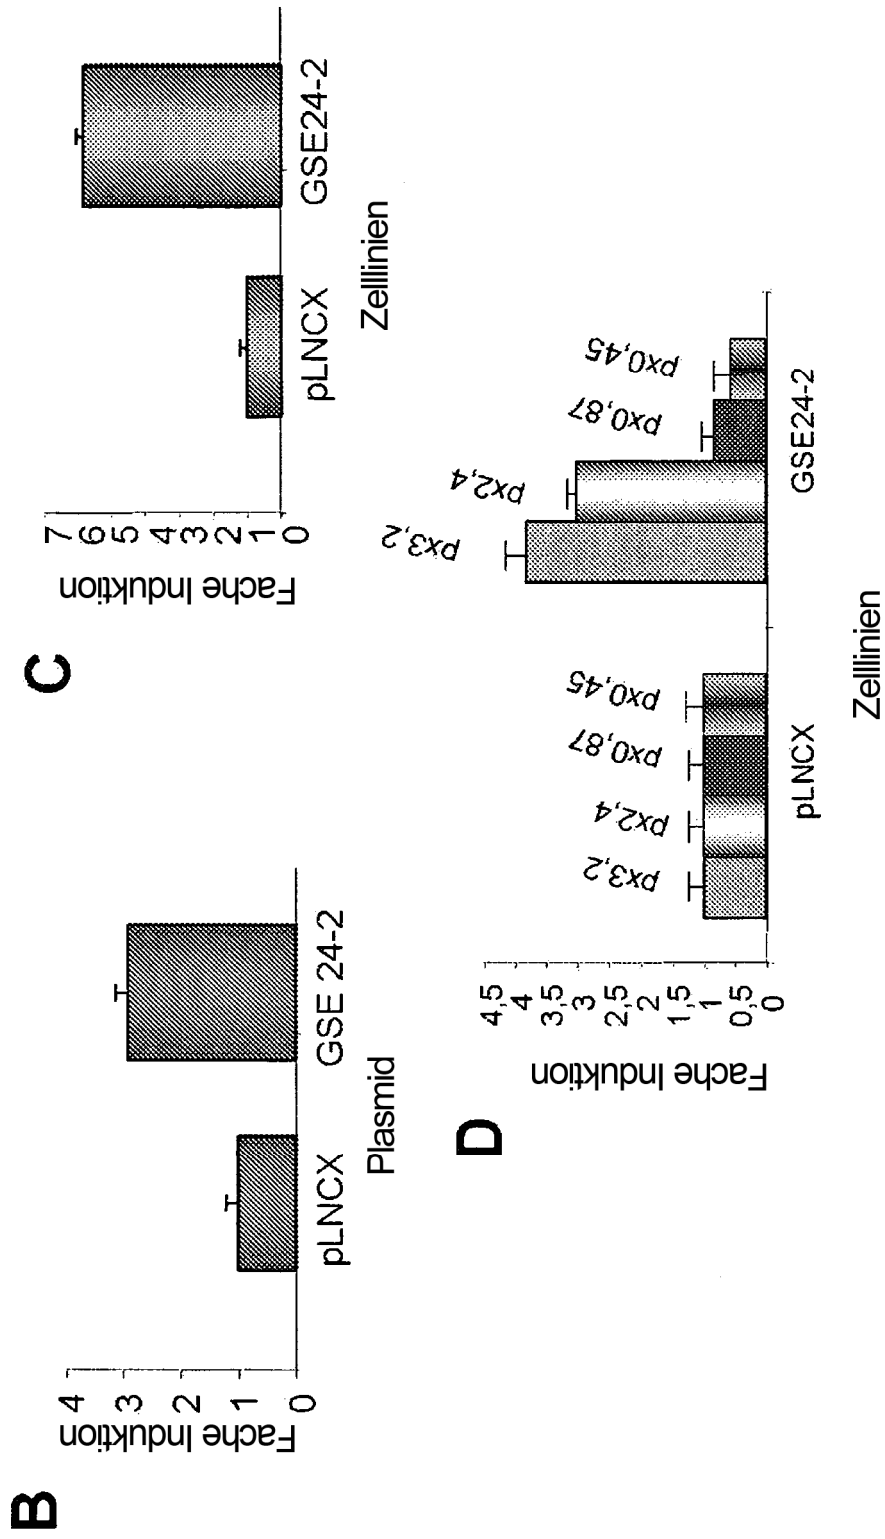 B
Fache Induktion
4
3
2
1
0
pLNCX
GSE 24-2
Plasmid
C
Fache Induktion
7
6
5
4
3
2
1
0
pLNCX
GSE24-2
Zelllinien
D
Fache Induktion
4,5
4
3,5
3
2,5
2
1,5
1
0,5
0
px3,2
px2,4
px0,87
px0,45
px3,2
px2,4
px0,87
px0,45
pLNCX
GSE24-2
Zelllinien